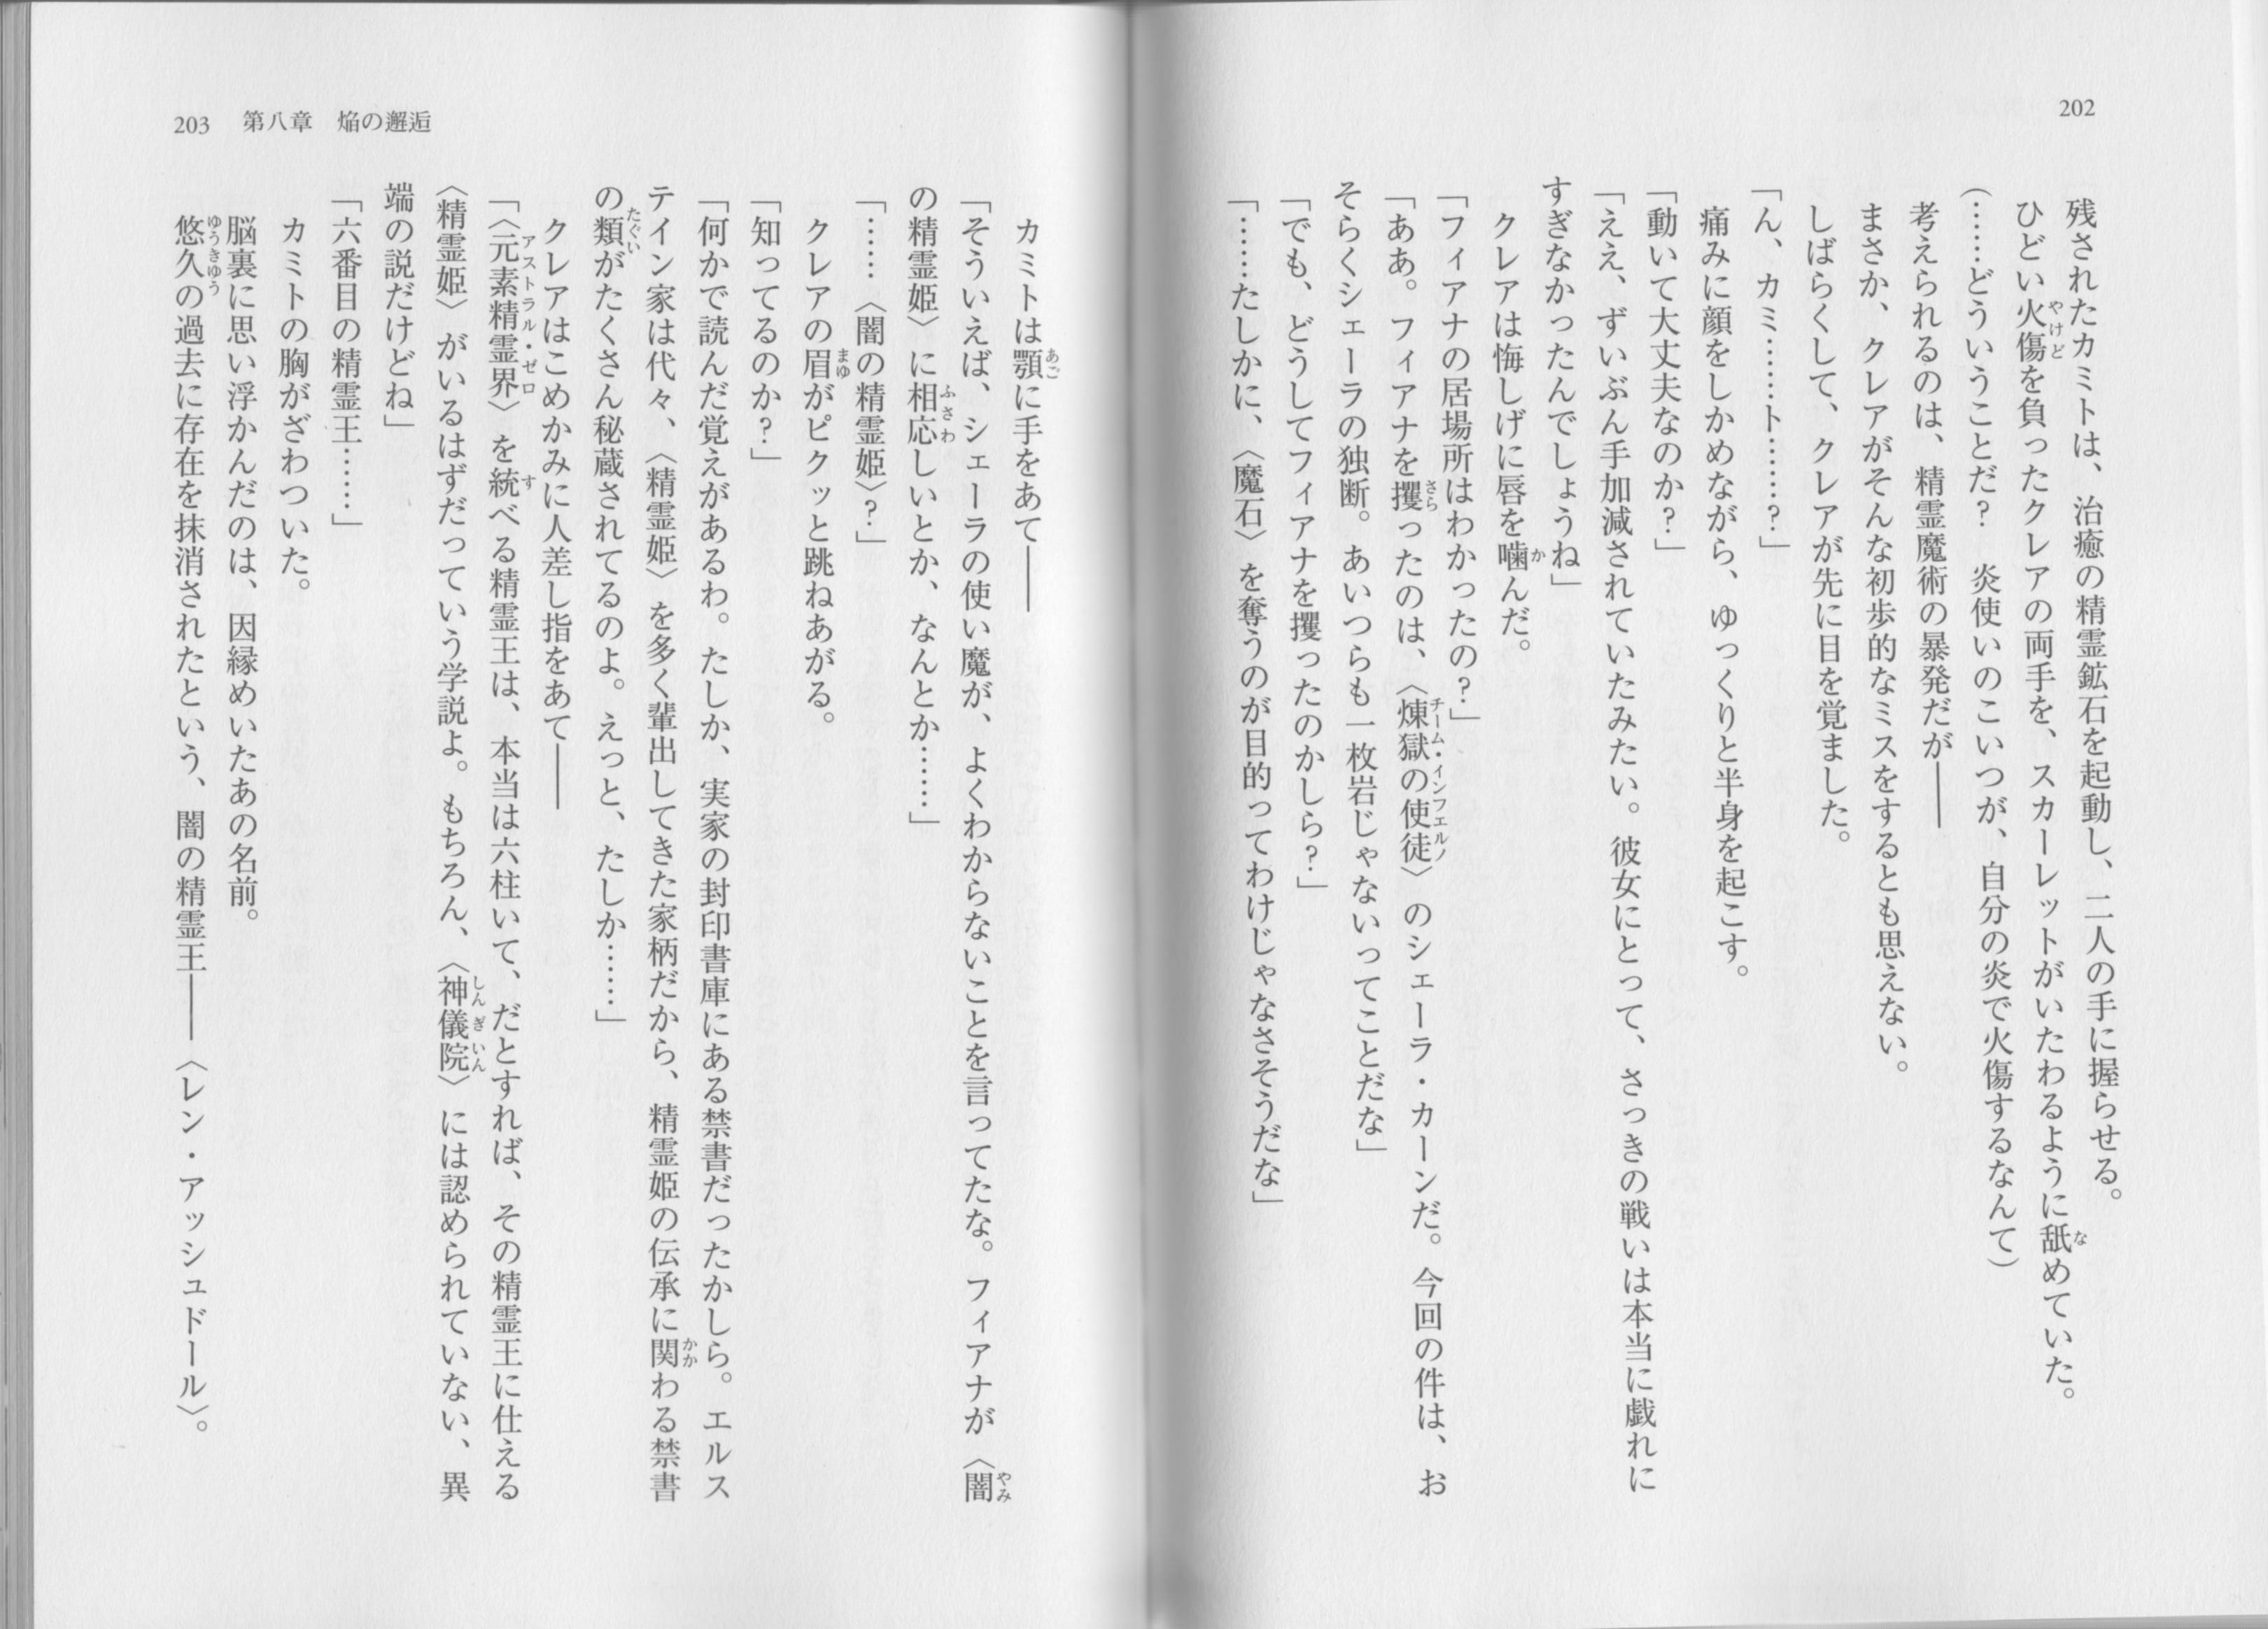 202
残されたカミトは、治癒の精霊鉱石を起動し、二人の手に握らせる。
ひどい火傷を負ったクレアの両手を、スカーレットがいたわるように舐めていた。
(……どういうことだ？　炎使いのこいつが、自分の炎で火傷するなんて)
考えられるのは、精霊魔術の暴発だが――
まさか、クレアがそんな初歩的なミスをするとも思えない。
しばらくして、クレアが先に目を覚ました。
「ん、カミ……ト……？」
痛みに顔をしかめながら、ゆっくりと半身を起こす。
「動いて大丈夫なのか？」
「ええ、ずいぶん手加減されていたみたい。彼女にとって、さっきの戦いは本当に戯れに
すぎなかったんでしょうね」
クレアは悔しげに唇を噛んだ。
「フィアナの居場所はわかったの？」
「ああ。フィアナを攫ったのは、〈煉獄の使徒〉のシェーラ・カーンだ。今回の件は、お
そらくシェーラの独断。あいつらも一枚岩じゃないってことだな」
「でも、どうしてフィアナを攫ったのかしら？」
「……たしかに、〈魔石〉を奪うのが目的ってわけじゃなさそうだな」
203　第八章　焔の邂逅
カミトは顎に手をあて――
「そういえば、シェーラの使い魔が、よくわからないことを言ってたな。フィアナが〈闇
の精霊姫〉に相応しいとか、なんとか……」
「……〈闇の精霊姫〉？」
クレアの眉がピクッと跳ねあがる。
「知ってるのか？」
「何かで読んだ覚えがあるわ。たしか、実家の封印書庫にある禁書だったかしら。エルス
テイン家は代々、〈精霊姫〉を多く輩出してきた家柄だから、精霊姫の伝承に関わる禁書
の類がたくさん秘蔵されてるのよ。えっと、たしか……」
クレアはこめかみに人差し指をあて――
「〈元素精霊界〉を統べる精霊王は、本当は六柱いて、だとすれば、その精霊王に仕える
〈精霊姫〉がいるはずだっていう学説よ。もちろん、〈神儀院〉には認められていない、異
端の説だけどね」
「六番目の精霊王……」
カミトの胸がざわついた。
脳裏に思い浮かんだのは、因縁めいたあの名前。
悠久の過去に存在を抹消されたという、闇の精霊王――〈レン・アッシュドール〉。